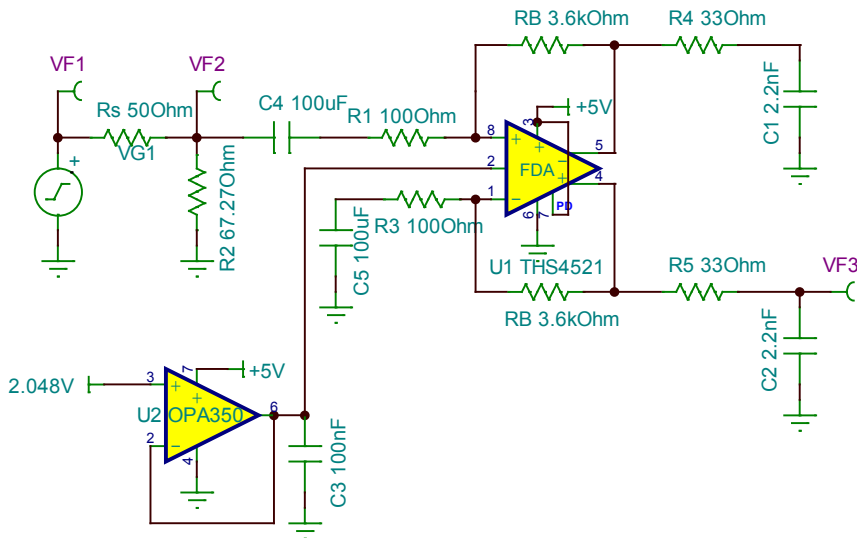 RB 3.6kOhm
R4 33Ohm
VF1
VF2
Rs 50Ohm
VG1
C4 100uF
R1 100Ohm
+5V
C1 2.2nF
8
3
5
2
4
1
6
7
+
-
+
-
-
+
FDA
PD
+
R2 67.27Ohm
R3 100Ohm
C5 100uF
U1 THS4521
RB 3.6kOhm
R5 33Ohm
VF3
C2 2.2nF
2.048V
+5V
3
7
+
+
U2 OPA350
6
2
-
-
4
C3 100nF